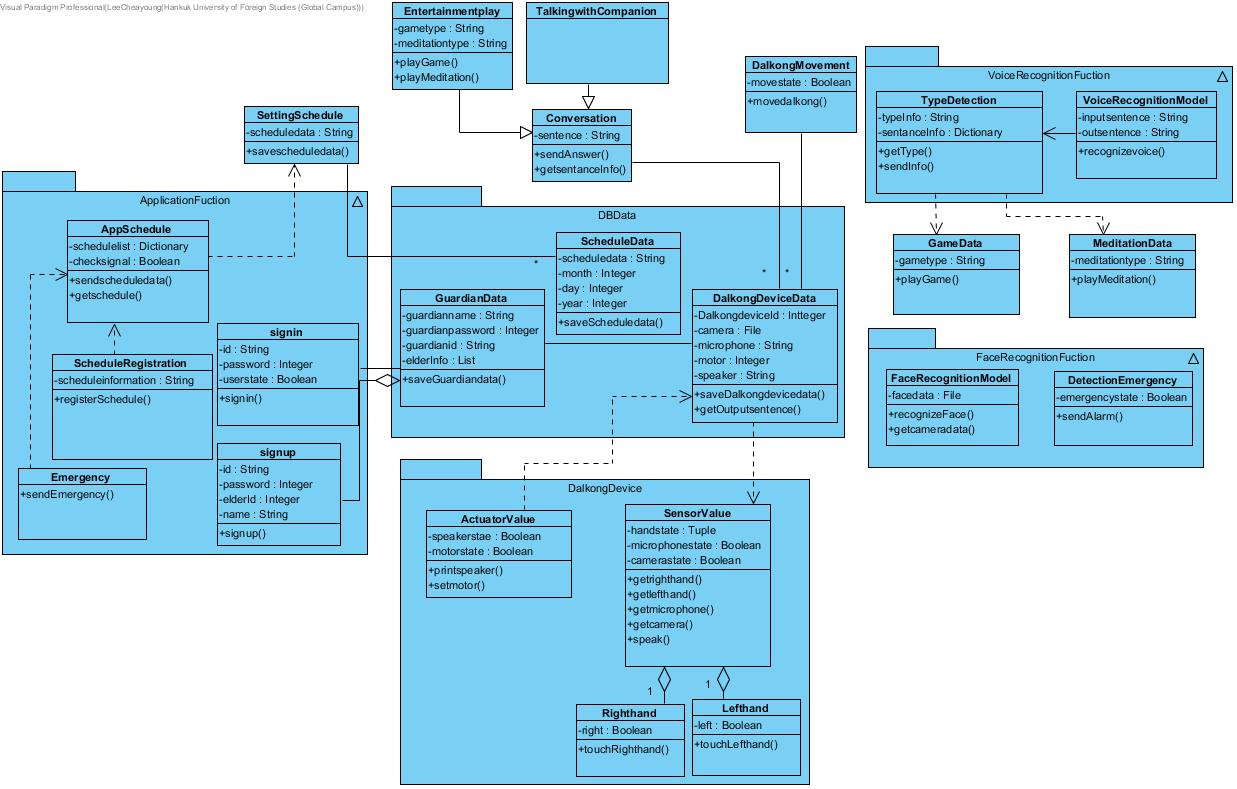 Visual Paradigm Professional(LeeCheayoung(Hankuk University of Foreign Studies (Global Campus)))
Entertainmentplay
-gametype : String
-meditationtype : String
+playGame()
+playMeditation()
TalkingwithCompanion
DalkongMovement
-movestate : Boolean
+movedalkong()
Conversation
-sentence : String
+sendAnswer()
+getsentanceInfo()
SettingSchedule
-scheduledata : String
+savescheduledata()
VoiceRecognitionFuction
TypeDetection
-typeInfo : String
-sentanceInfo : Dictionary
+getType()
+sendInfo()
VoiceRecognitionModel
-inputsentence : String
-outsentence : String
+recognizevoice()
GameData
-gametype : String
+playGame()
MeditationData
-meditationtype : String
+playMeditation()
FaceRecognitionFuction
FaceRecognitionModel
-facedata : File
+recognizeFace()
+getcameradata()
DetectionEmergency
-emergencystate : Boolean
+sendAlarm()
ApplicationFuction
AppSchedule
-schedulelist : Dictionary
-checksignal : Boolean
+sendscheduledata()
+getschedule()
ScheduleRegistration
-scheduleinformation : String
+registerSchedule()
Emergency
+sendEmergency()
signin
-id : String
-password : Integer
-userstate : Boolean
+signin()
signup
-id : String
-password : Integer
-elderId : Integer
-name : String
+signup()
DBData
ScheduleData
-scheduledata : String
-month : Integer
-day : Integer
-year : Integer
+saveScheduledata()
*
*
*
GuardianData
-guardianname : String
-guardianpassword : Integer
-guardianid : String
-elderInfo : List
+saveGuardiandata()
DalkongDeviceData
-DalkongdeviceId : Intteger
-camera : File
-microphone : String
-motor : Integer
-speaker : String
+saveDalkongdevicedata()
+getOutputsentence()
DalkongDevice
ActuatorValue
-speakerstae : Boolean
-motorstate : Boolean
+printspeaker()
+setmotor()
SensorValue
-handstate : Tuple
-microphonestate : Boolean
-camerastate : Boolean
+getrighthand()
+getlefthand()
+getmicrophone()
+getcamera()
+speak()
1
1
Righthand
-right : Boolean
+touchRighthand()
Lefthand
-left : Boolean
+touchLefthand()